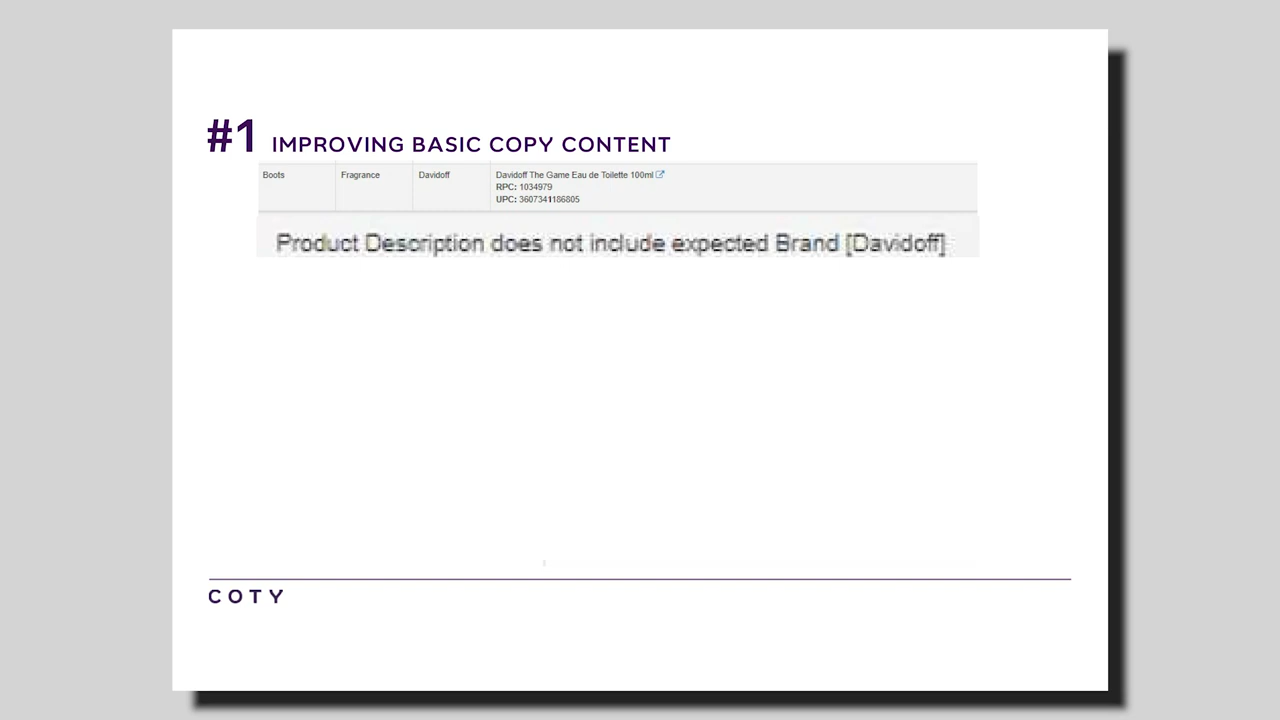 #1 IMPROVING BASIC COPY CONTENT
Boots Fragrance Davidoff Davidoff The Game Eau de Toilette 100ml
RPC: 1034979
UPC: 3607341186805
Product Description does not include expected Brand [Davidoff]
COTY